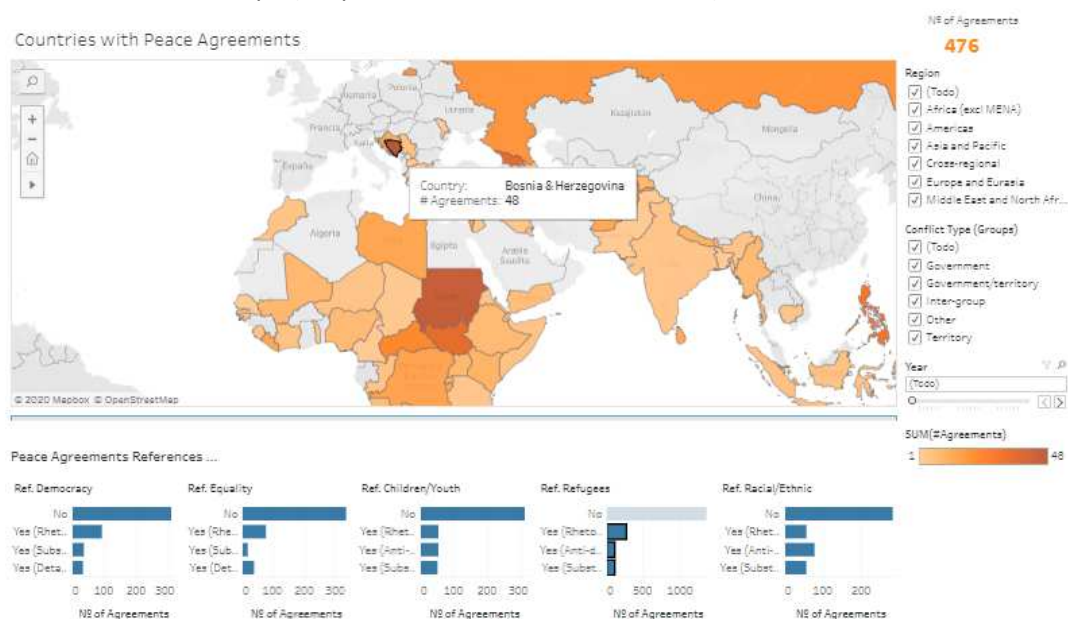 Nº of Agreements
476
Countries with Peace Agreements
Region
(Todo)
Africa (excl MENA)
Americas
Asia and Pacific
Cross-regional
Europe and Eurasia
Middle East and North Afr...
Conflict Type (Groups)
(Todo)
Government
Government/territory
Inter-group
Other
Territory
Year
(Todo)
SUM(#Agreements)
1 48
Polonia
Ucrania
Francia
Italia
España
Kazajistán
Mongolia
China
Country: Bosnia & Herzegovina
# Agreements: 48
Algeria
Egipto
Arabia
Saudita
© 2020 Mapbox © OpenStreetMap
Peace Agreements References ...
Ref. Democracy
No
Yes (Rhet..
Yes (Subs..
Yes (Deta..
0 100 200 300
Nº of Agreements
Ref. Equality
No
Yes (Rhe..
Yes (Sub..
Yes (Det..
0 100 200 300
Nº of Agreements
Ref. Children/Youth
No
Yes (Rhet..
Yes (Anti-..
Yes (Subs..
0 100 200 300
Nº of Agreements
Ref. Refugees
No
Yes (Rheto..
Yes (Anti-d..
Yes (Subst..
0 500 1000
Nº of Agreements
Ref. Racial/Ethnic
No
Yes (Rhet..
Yes (Anti-..
Yes (Subst..
0 100 200
Nº of Agreements